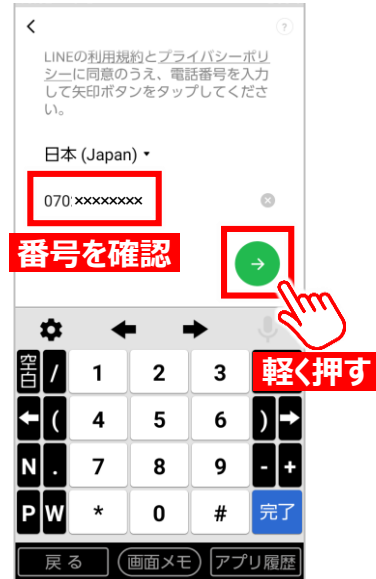 ?
LINEの利用規約とプライバシーポリ
シーに同意のうえ、電話番号を入力
して矢印ボタンをタップしてくださ
い。
日本 (Japan)
070 xxxxxxxx
番号を確認
空白 / 1 2 3
軽く押す
( 4 5 6 )
N . 7 8 9 - +
P W * 0 # 完了
戻る 画面メモ アプリ履歴